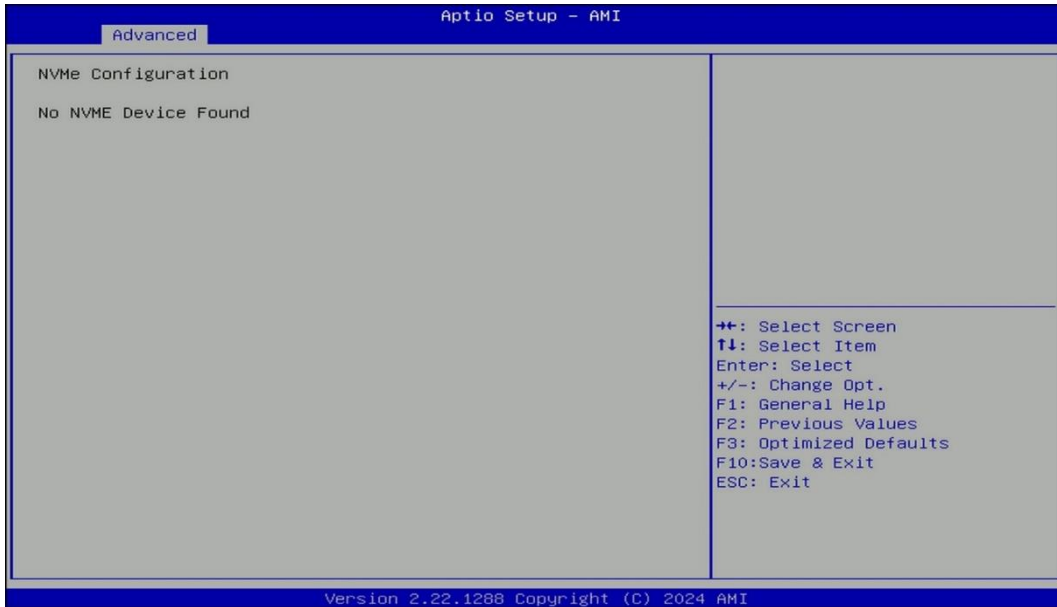 Aptio Setup - AMI
Advanced
NVMe Configuration
No NVME Device Found
→←: Select Screen
↑↓: Select Item
Enter: Select
+/-: Change Opt.
F1: General Help
F2: Previous Values
F3: Optimized Defaults
F10:Save & Exit
ESC: Exit
Version 2.22.1288 Copyright (C) 2024 AMI